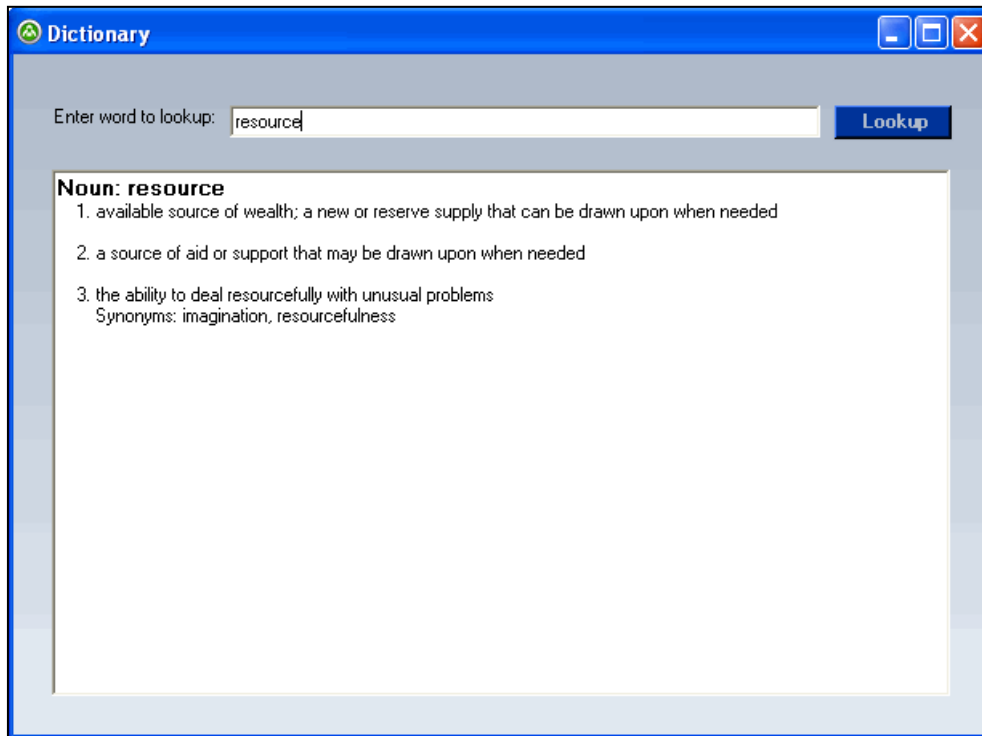 Dictionary
Enter word to lookup: resource Lookup
Noun: resource
1. available source of wealth; a new or reserve supply that can be drawn upon when needed
2. a source of aid or support that may be drawn upon when needed
3. the ability to deal resourcefully with unusual problems
Synonyms: imagination, resourcefulness